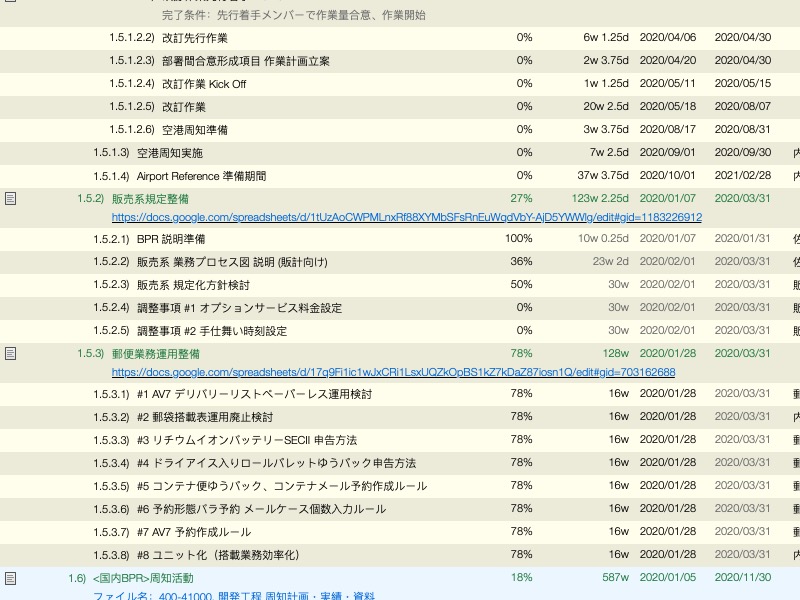 完了条件：先行着手メンバーで作業量合意、作業開始
1.5.1.2.2) 改訂先行作業 0% 6w 1.25d 2020/04/06 2020/04/30
1.5.1.2.3) 部署間合意形成項目 作業計画立案 0% 2w 3.75d 2020/04/20 2020/04/30
1.5.1.2.4) 改訂作業 Kick Off 0% 1w 1.25d 2020/05/11 2020/05/15
1.5.1.2.5) 改訂作業 0% 20w 2.5d 2020/05/18 2020/08/07
1.5.1.2.6) 空港周知準備 0% 3w 3.75d 2020/08/17 2020/08/31
1.5.1.3) 空港周知実施 0% 7w 2.5d 2020/09/01 2020/09/30
1.5.1.4) Airport Reference 準備期間 0% 37w 3.75d 2020/10/01 2021/02/28
1.5.2) 販売系規定整備 27% 123w 2.25d 2020/01/07 2020/03/31
https://docs.google.com/spreadsheets/d/1tUzAoCWPMLnxRf88XYMbSFsRnEuWgdVbY-AjD5YWWlg/edit#gid=1183226912
1.5.2.1) BPR 説明準備 100% 10w 0.25d 2020/01/07 2020/01/31
1.5.2.2) 販売系 業務プロセス図 説明 (販計向け) 36% 23w 2d 2020/02/01 2020/03/31
1.5.2.3) 販売系 規定化方針検討 50% 30w 2020/02/01 2020/03/31
1.5.2.4) 調整事項 #1 オプションサービス料金設定 0% 30w 2020/02/01 2020/03/31
1.5.2.5) 調整事項 #2 手仕舞い時刻設定 0% 30w 2020/02/01 2020/03/31
1.5.3) 郵便業務運用整備 78% 128w 2020/01/28 2020/03/31
https://docs.google.com/spreadsheets/d/17q9Fi1ic1wJxCRi1LsxUQZkOpBS1kZ7kDaZ87iosn1Q/edit#gid=703162688
1.5.3.1) #1 AV7 デリバリーリストペーパーレス運用検討 78% 16w 2020/01/28 2020/03/31
1.5.3.2) #2 郵袋搭載表運用廃止検討 78% 16w 2020/01/28 2020/03/31
1.5.3.3) #3 リチウムイオンバッテリーSECII 申告方法 78% 16w 2020/01/28 2020/03/31
1.5.3.4) #4 ドライアイス入りロールパレットゆうパック申告方法 78% 16w 2020/01/28 2020/03/31
1.5.3.5) #5 コンテナ便ゆうパック、コンテナメール予約作成ルール 78% 16w 2020/01/28 2020/03/31
1.5.3.6) #6 予約形態バラ予約 メールケース個数入力ルール 78% 16w 2020/01/28 2020/03/31
1.5.3.7) #7 AV7 予約作成ルール 78% 16w 2020/01/28 2020/03/31
1.5.3.8) #8 ユニット化（搭載業務効率化） 78% 16w 2020/01/28 2020/03/31
1.6) <国内BPR>周知活動 18% 587w 2020/01/05 2020/11/30
ファイル名：400-41000. 開発工程 周知計画・実績・資料